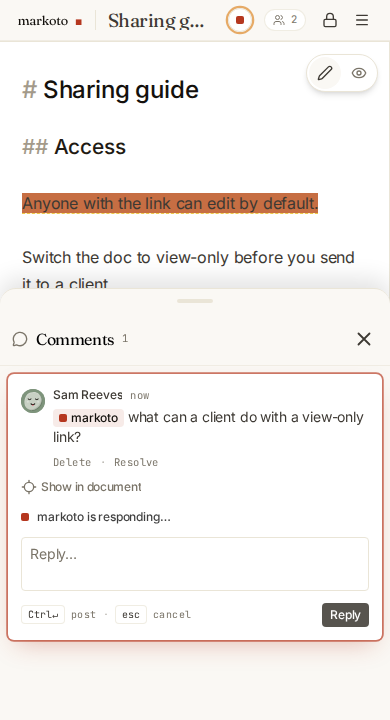 markoto
Sharing g...
2
# Sharing guide
## Access
Anyone with the link can edit by default.
Switch the doc to view-only before you send
it to a client
Comments 1
Sam Reeves now
markoto what can a client do with a view-only
link?
Delete · Resolve
Show in document
markoto is responding...
Reply...
Ctrl↵ post · esc cancel
Reply